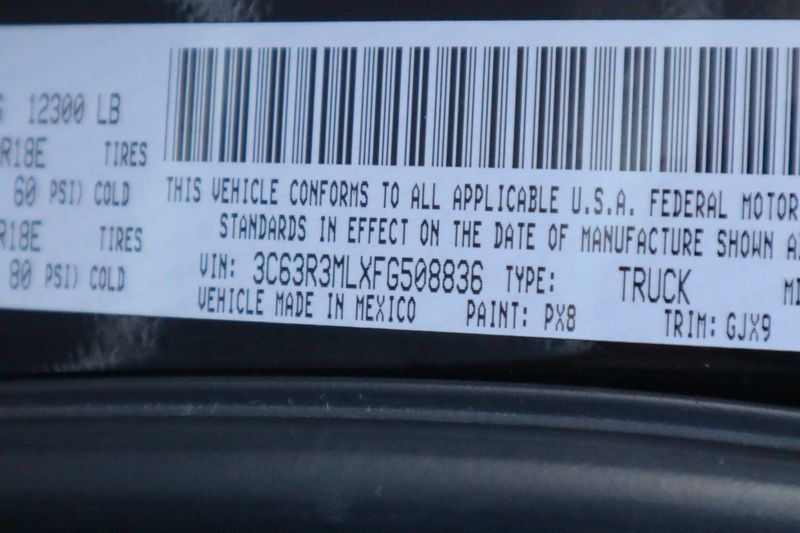 12300 LB
R18E TIRES
60 PSI) COLD
R18E TIRES
80 PSI) COLD
THIS VEHICLE CONFORMS TO ALL APPLICABLE U.S.A. FEDERAL MOTOR
STANDARDS IN EFFECT ON THE DATE OF MANUFACTURE SHOWN
VIN: 3C63R3MLXFG508836 TYPE: TRUCK
VEHICLE MADE IN MEXICO PAINT: PX8 TRIM: GJX9